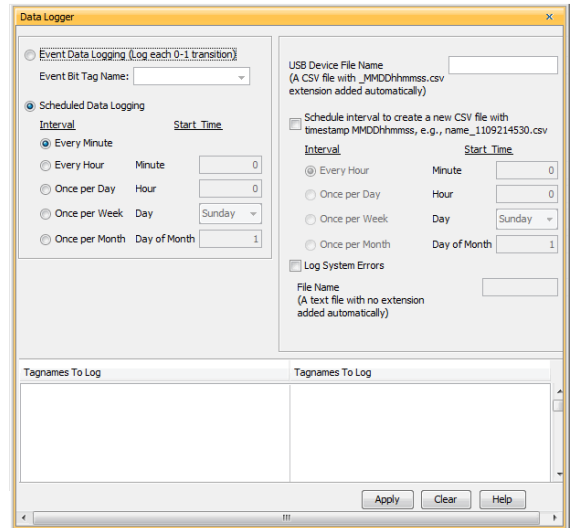 Data Logger
Event Data Logging (Log each 0-1 transition)
Event Bit Tag Name:
Scheduled Data Logging
Interval Start Time
Every Minute
Every Hour Minute 0
Once per Day Hour 0
Once per Week Day Sunday
Once per Month Day of Month 1
USB Device File Name
(A CSV file with _MMDDhhmmss.csv
extension added automatically)
Schedule interval to create a new CSV file with
timestamp MMDDhhmmss, e.g., name_1109214530.csv
Interval Start Time
Every Hour Minute 0
Once per Day Hour 0
Once per Week Day Sunday
Once per Month Day of Month 1
Log System Errors
File Name
(A text file with no extension
added automatically)
Tagnames To Log Tagnames To Log
Apply Clear Help